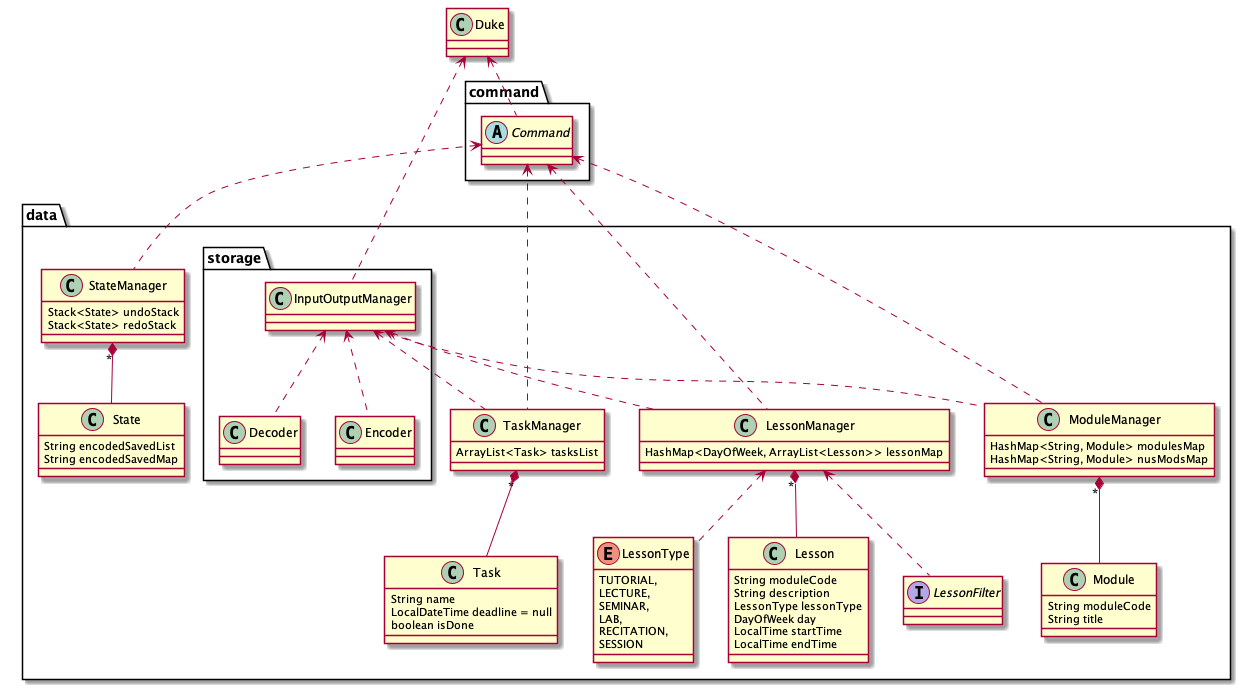 C Duke
command
A Command
data
storage
C StateManager
Stack<State> undoStack
Stack<State> redoStack
*
C InputOutputManager
C State
String encodedSavedList
String encodedSavedMap
C Decoder
C Encoder
C TaskManager
ArrayList<Task> tasksList
*
C LessonManager
HashMap<DayOfWeek, ArrayList<Lesson>> lessonMap
*
C ModuleManager
HashMap<String, Module> modulesMap
HashMap<String, Module> nusModsMap
*
C Task
String name
LocalDateTime deadline = null
boolean isDone
E LessonType
TUTORIAL,
LECTURE,
SEMINAR,
LAB,
RECITATION,
SESSION
C Lesson
String moduleCode
String description
LessonType lessonType
DayOfWeek day
LocalTime startTime
LocalTime endTime
I LessonFilter
C Module
String moduleCode
String title